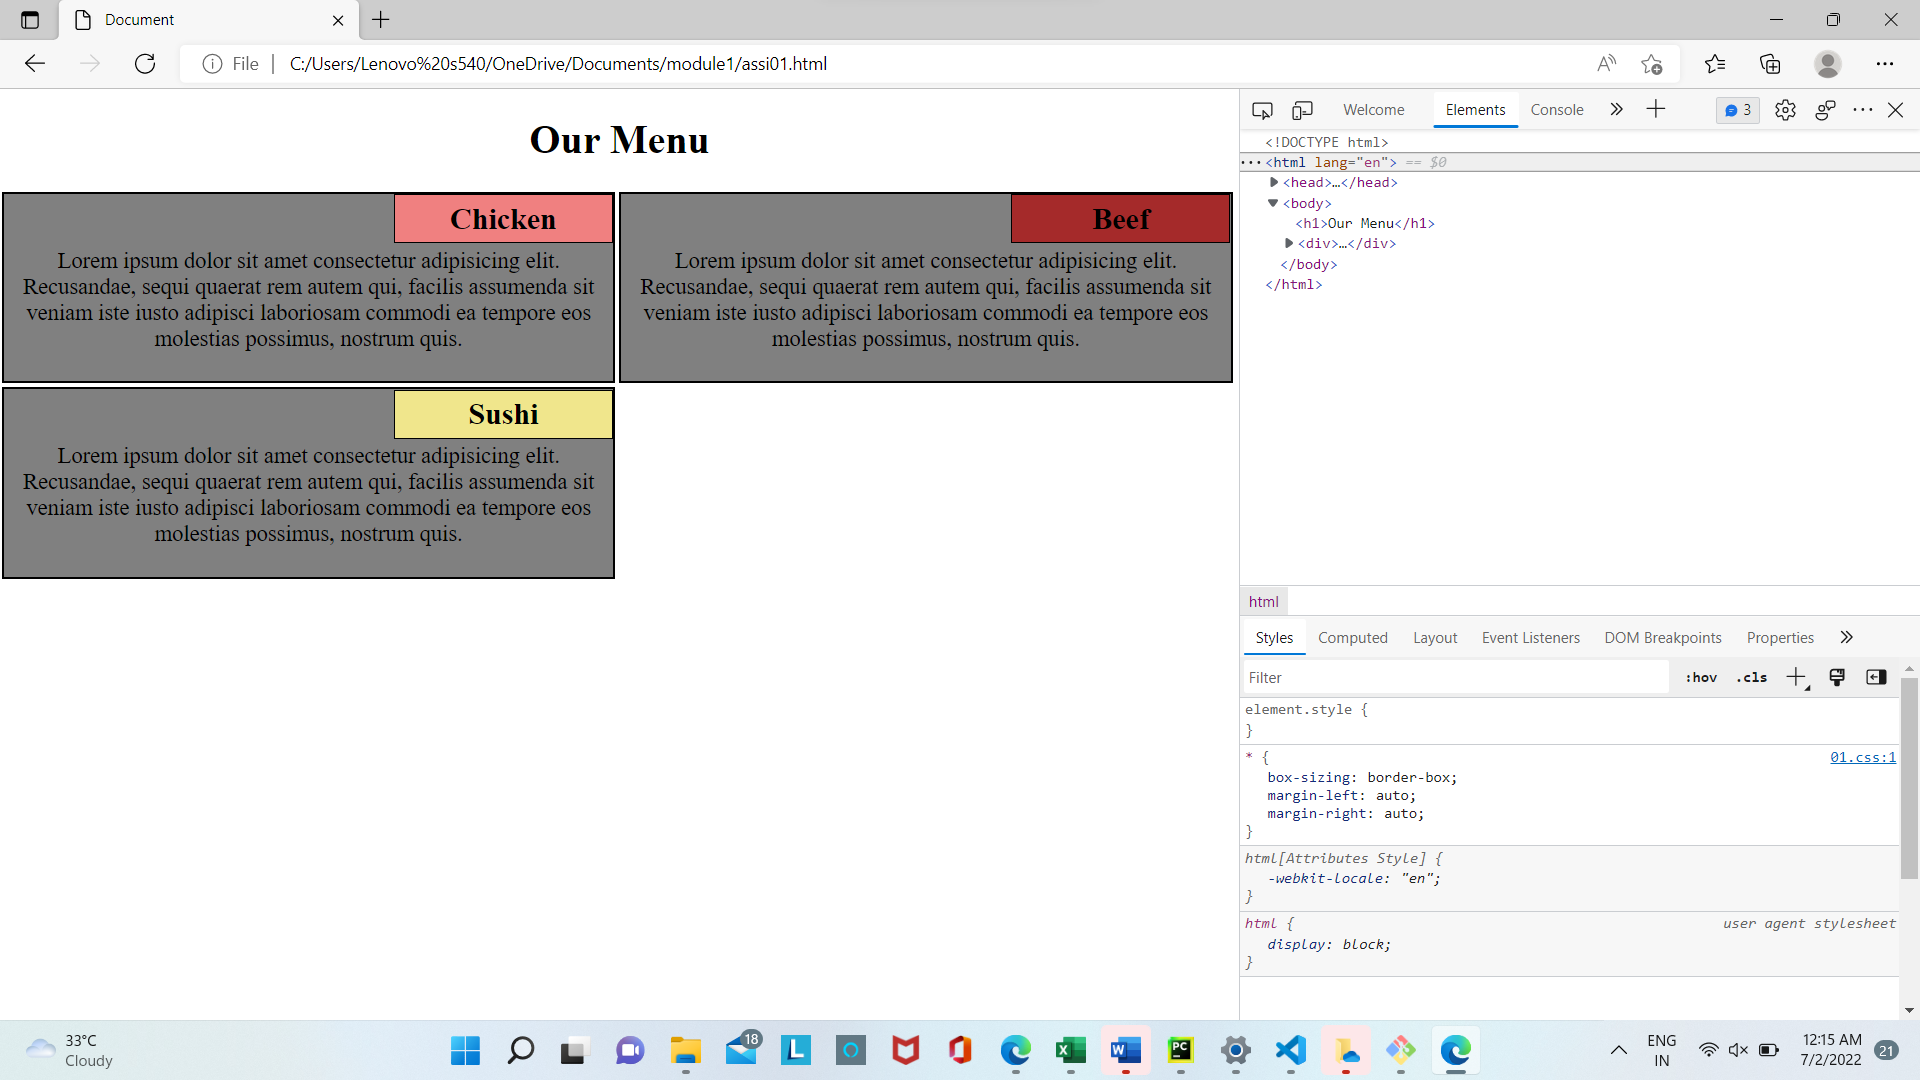 Document
File
C:/Users/Lenovo%20s540/OneDrive/Documents/module1/assi01.html
Our Menu
Chicken
Lorem ipsum dolor sit amet consectetur adipisicing elit.
Recusandae, sequi quaerat rem autem qui, facilis assumenda sit
veniam iste iusto adipisci laboriosam commodi ea tempore eos
molestias possimus, nostrum quis.
Beef
Lorem ipsum dolor sit amet consectetur adipisicing elit.
Recusandae, sequi quaerat rem autem qui, facilis assumenda sit
veniam iste iusto adipisci laboriosam commodi ea tempore eos
molestias possimus, nostrum quis.
Sushi
Lorem ipsum dolor sit amet consectetur adipisicing elit.
Recusandae, sequi quaerat rem autem qui, facilis assumenda sit
veniam iste iusto adipisci laboriosam commodi ea tempore eos
molestias possimus, nostrum quis.
Welcome Elements Console 3
<!DOCTYPE html>
<html lang="en"> == $0
<head>…</head>
<body>
<h1>Our Menu</h1>
<div>…</div>
</body>
</html>
html
Styles Computed Layout Event Listeners DOM Breakpoints Properties
Filter :hov .cls
element.style {
}
* { 01.css:1
box-sizing: border-box;
margin-left: auto;
margin-right: auto;
}
html[Attributes Style] {
-webkit-locale: "en";
}
html { user agent stylesheet
display: block;
}
33°C
Cloudy
18
L
PC
ENG
IN
12:15 AM
7/2/2022
21